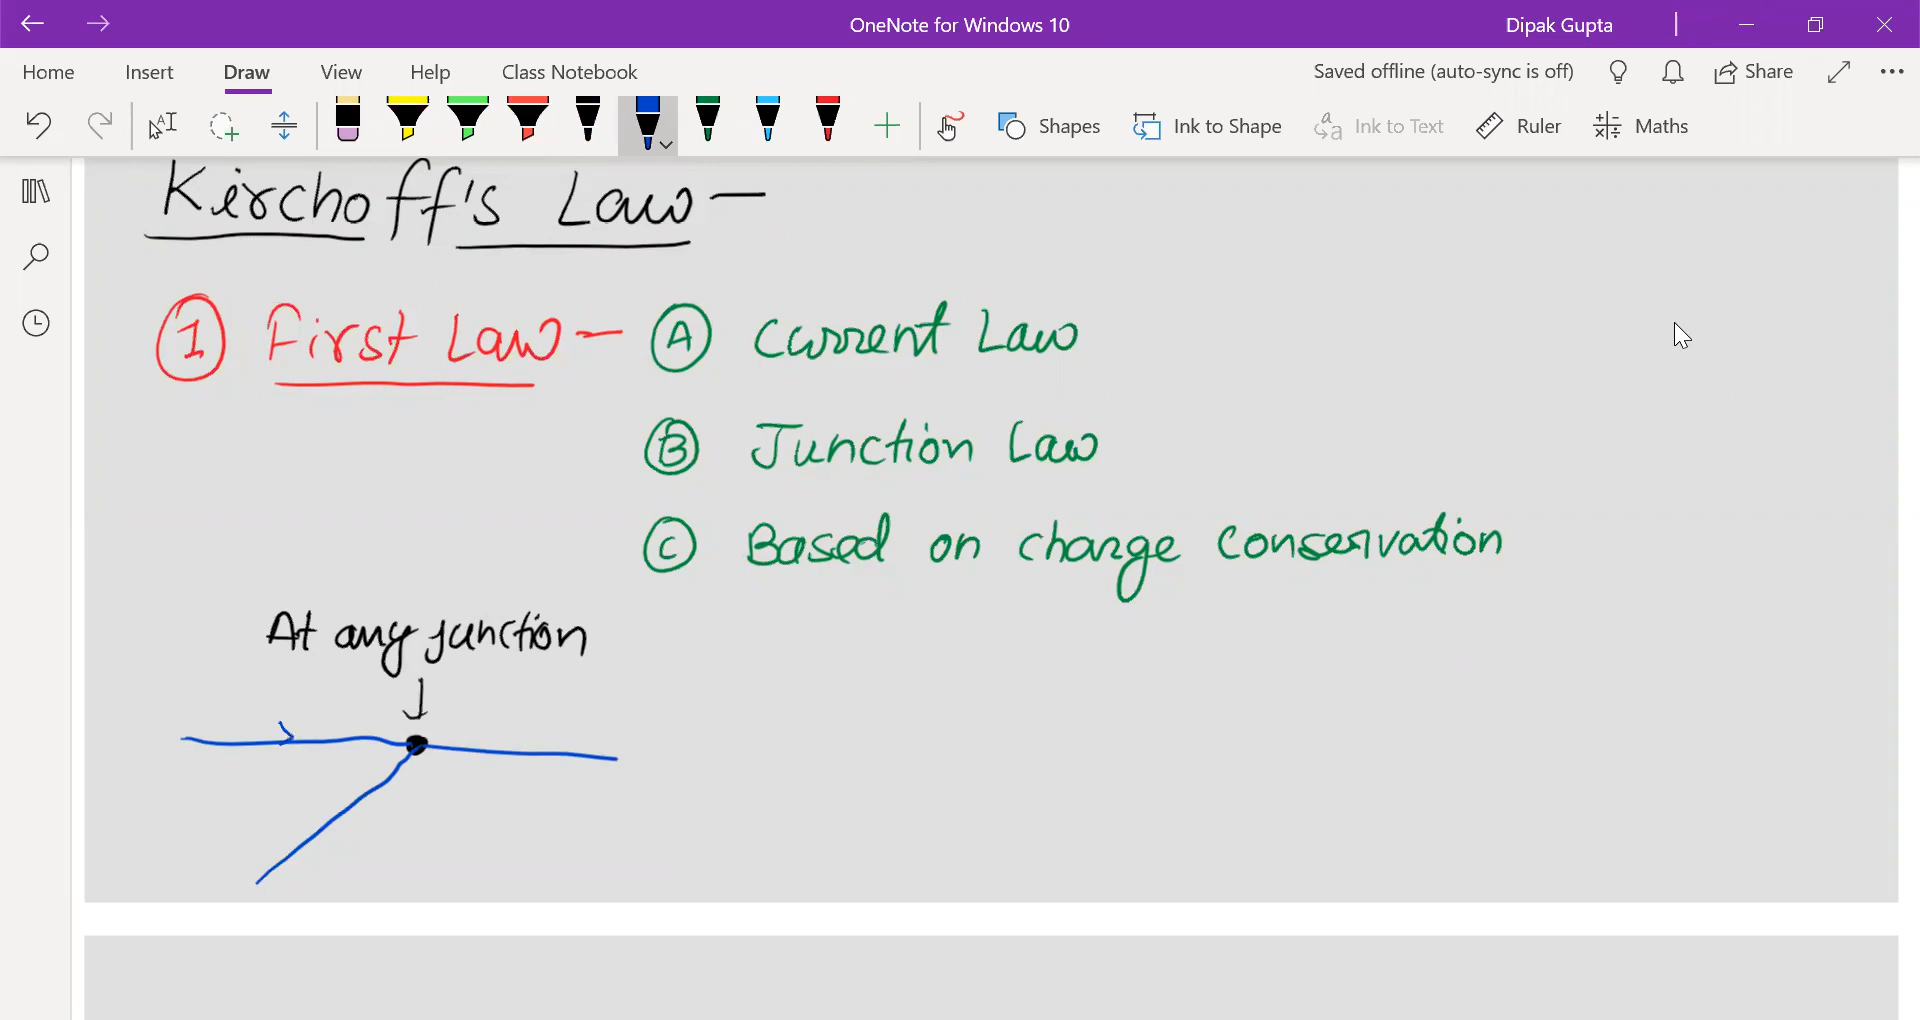 OneNote for Windows 10
Dipak Gupta
Home Insert Draw View Help Class Notebook
Saved offline (auto-sync is off) Share
Shapes Ink to Shape Ink to Text Ruler Maths
Kirchoff's Law-
1 First Law - A Current Law
B Junction Law
C Based on charge conservation
At any junction